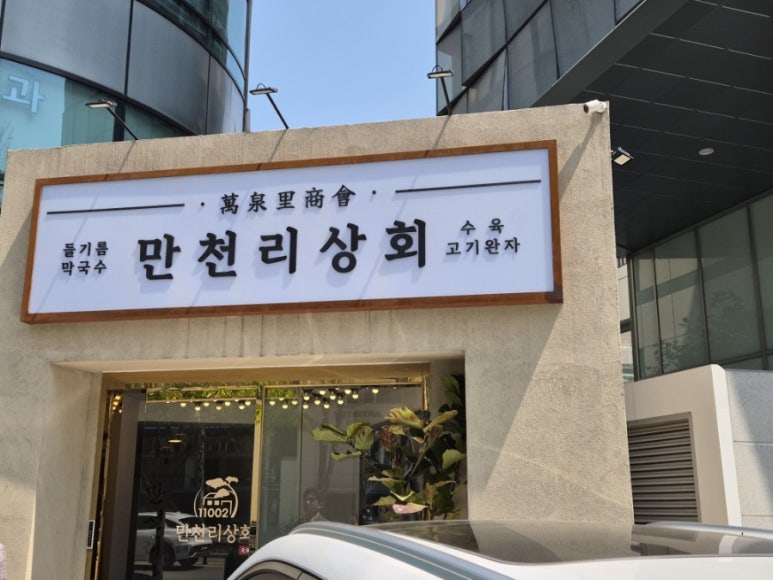 과
· 萬泉里商會 ·
들기름
막국수
만천리상회
수육
고기완자
11002
만천리상회